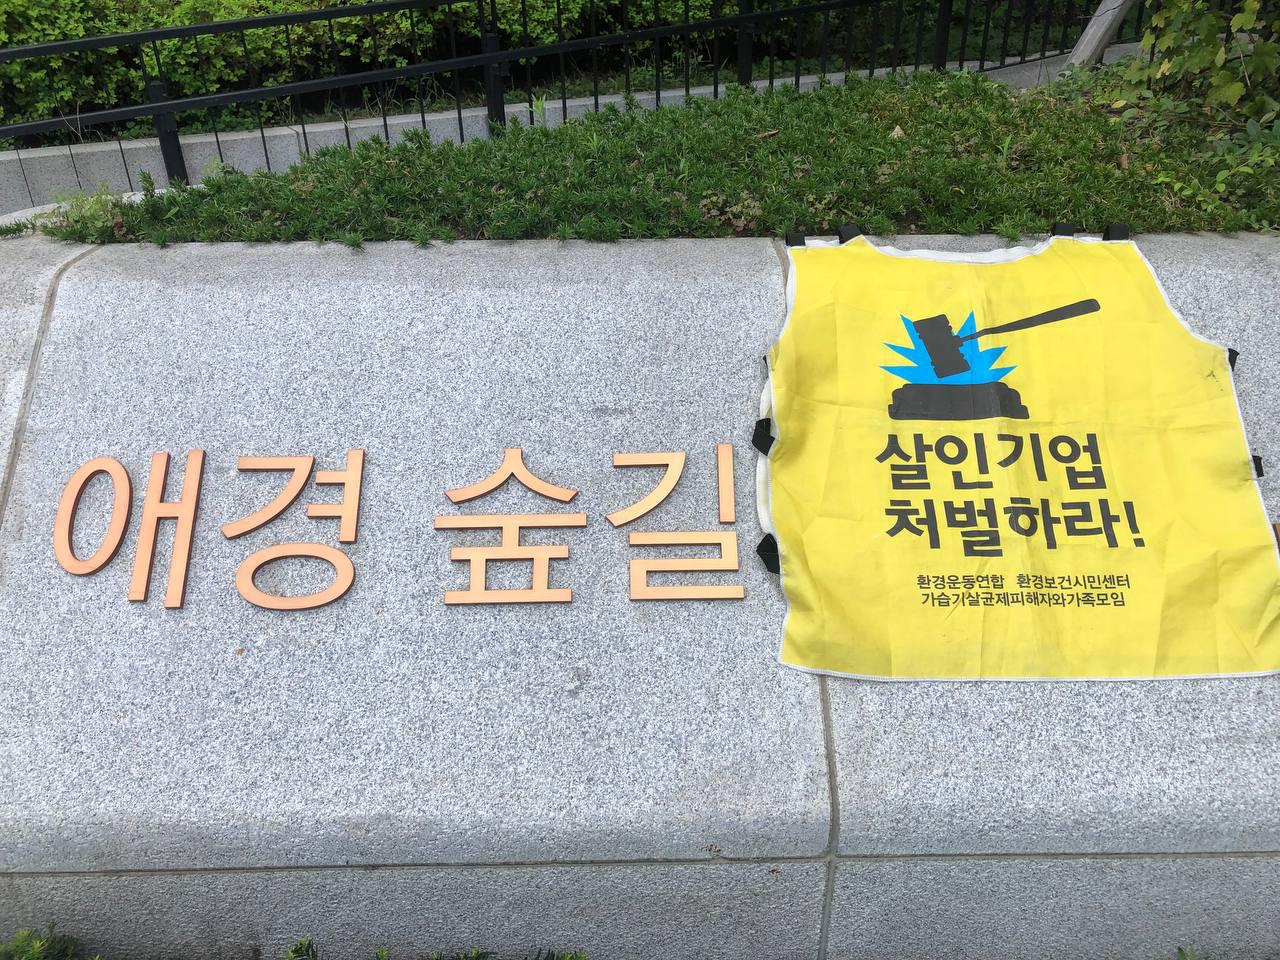 애경 숲길
살인기업
처벌하라!
환경운동연합 환경보건시민센터
가습기살균제피해자와가족모임